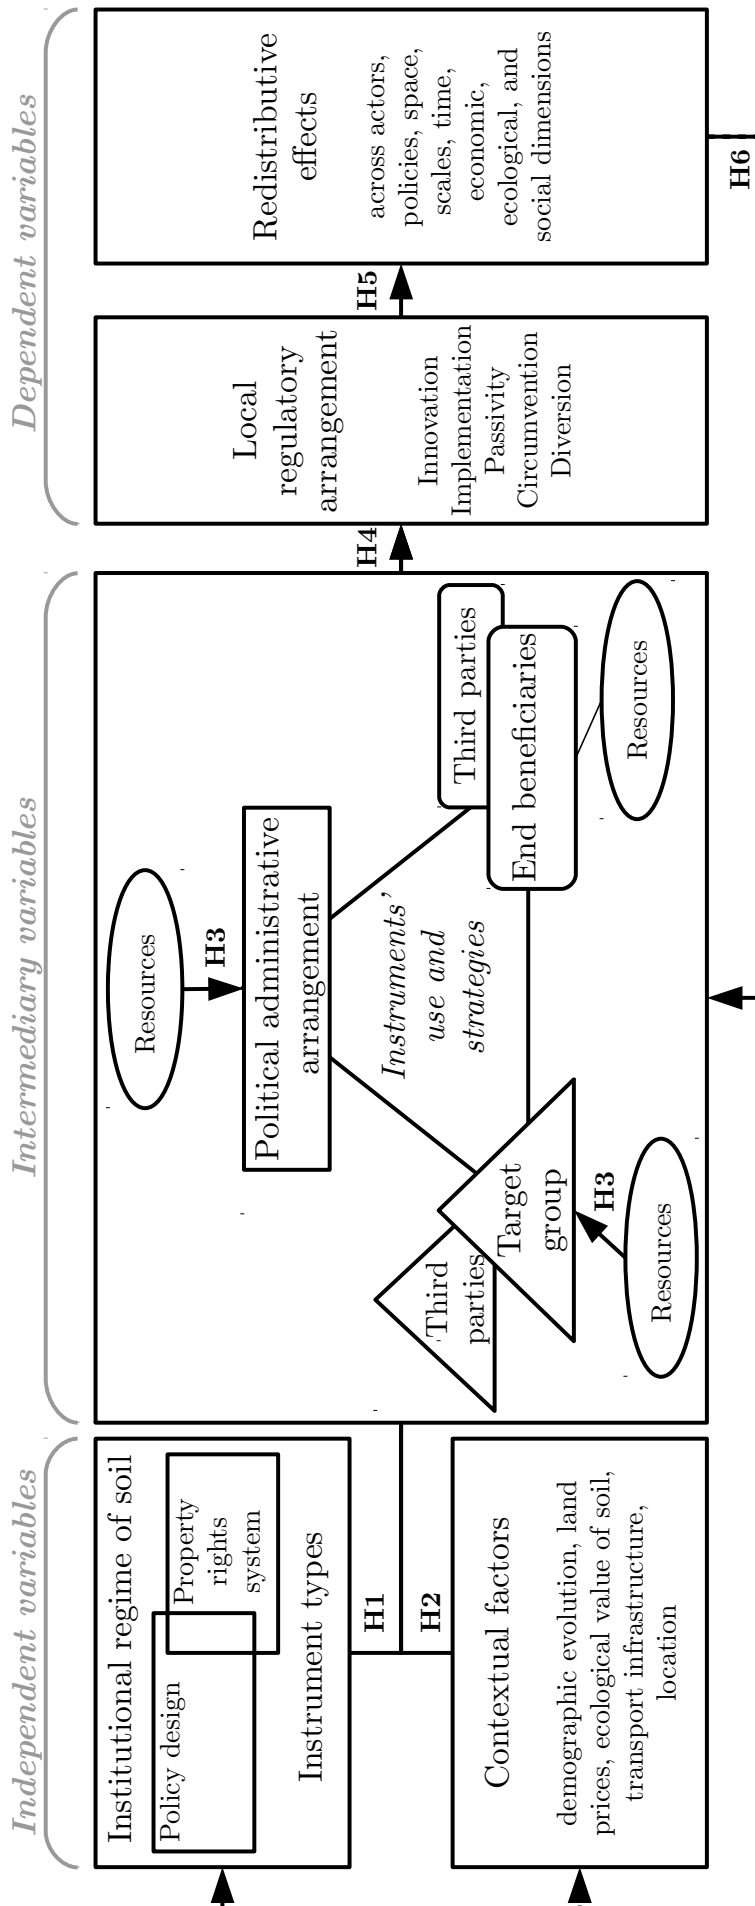 Independent variables
Institutional regime of soil
Policy design
Property
rights
system
Instrument types
H1
H2
Contextual factors
demographic evolution, land
prices, ecological value of soil,
transport infrastructure,
location
Intermediary variables
Resources
H3
Political administrative
arrangement
Instruments'
use and
strategies
Third
parties
Target
group
H3
Resources
Third parties
End beneficiaries
Resources
Dependent variables
H4
Local
regulatory
arrangement
Innovation
Implementation
Passivity
Circumvention
Diversion
H5
Redistributive
effects
across actors,
policies, space,
scales, time,
economic,
ecological, and
social dimensions
H6